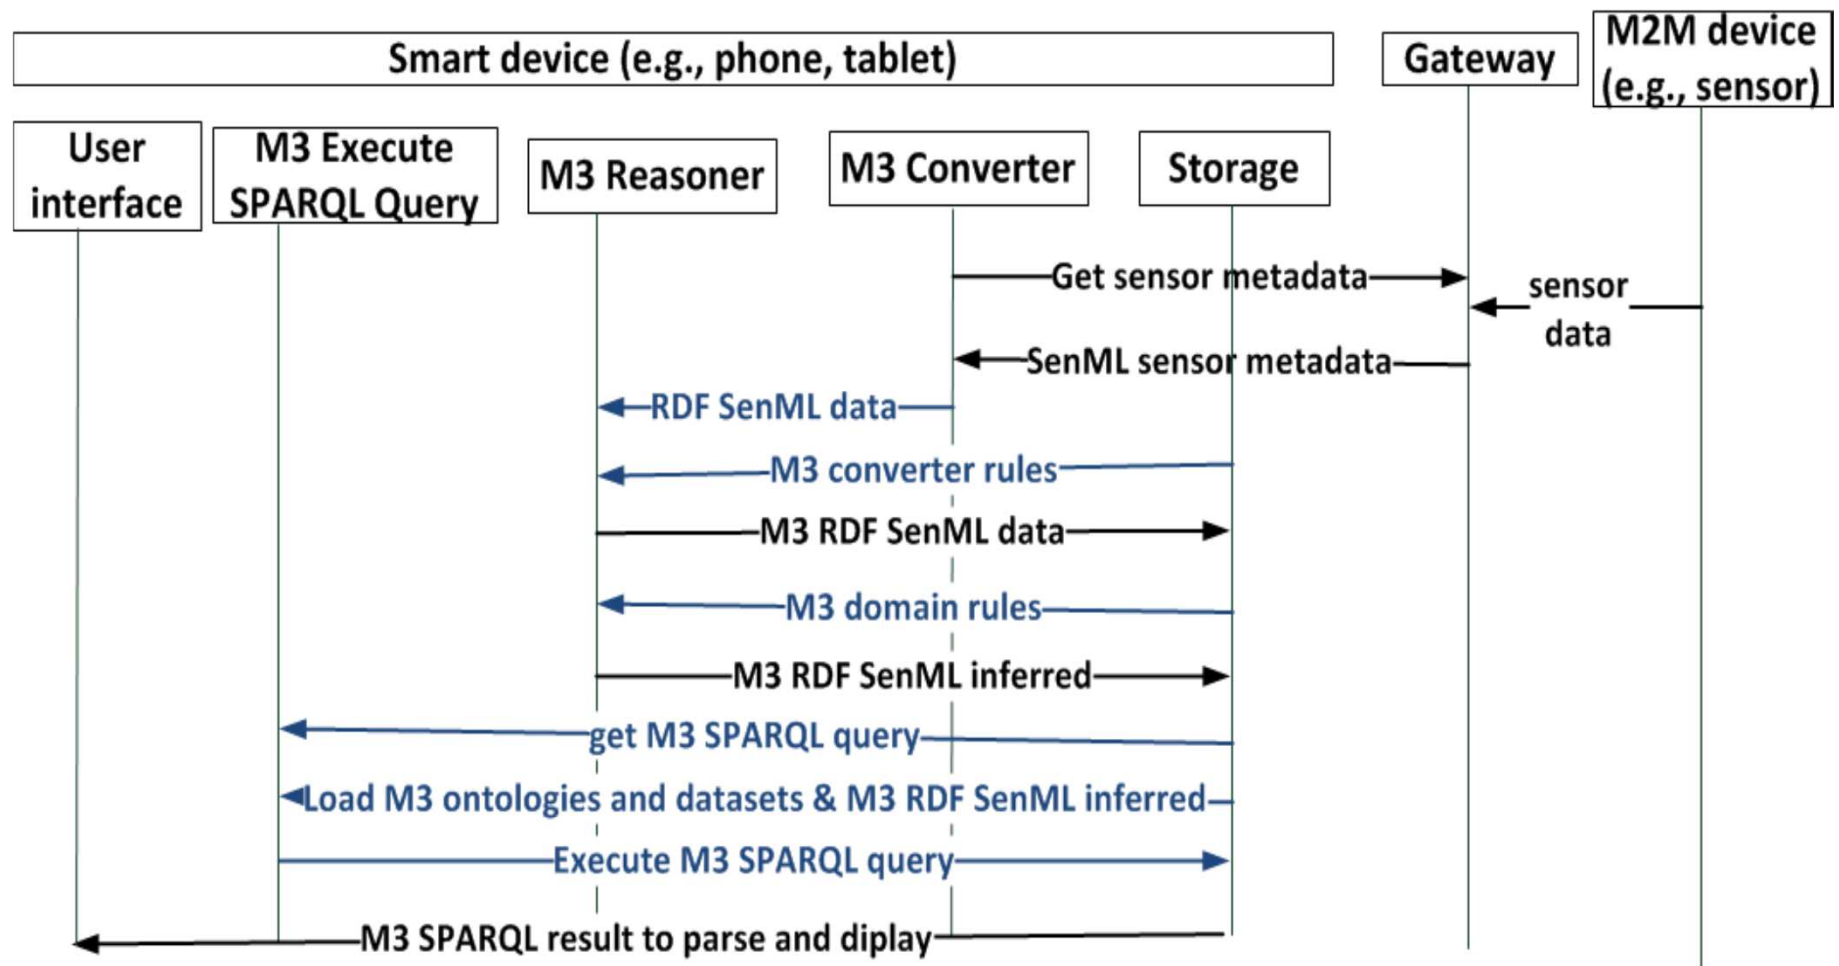 Smart device (e.g., phone, tablet)
Gateway
M2M device
(e.g., sensor)
User
interface
M3 Execute
SPARQL Query
M3 Reasoner
M3 Converter
Storage
Get sensor metadata
sensor
data
SenML sensor metadata
RDF SenML data
M3 converter rules
M3 RDF SenML data
M3 domain rules
M3 RDF SenML inferred
get M3 SPARQL query
Load M3 ontologies and datasets & M3 RDF SenML inferred
Execute M3 SPARQL query
M3 SPARQL result to parse and diplay